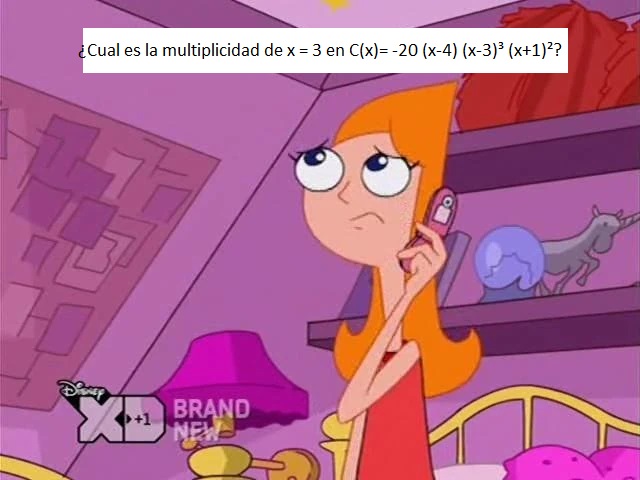 ¿Cual es la multiplicidad de x = 3 en C(x)= -20 (x-4) (x-3)³ (x+1)²?
Disney
XD +1
BRAND
NEW